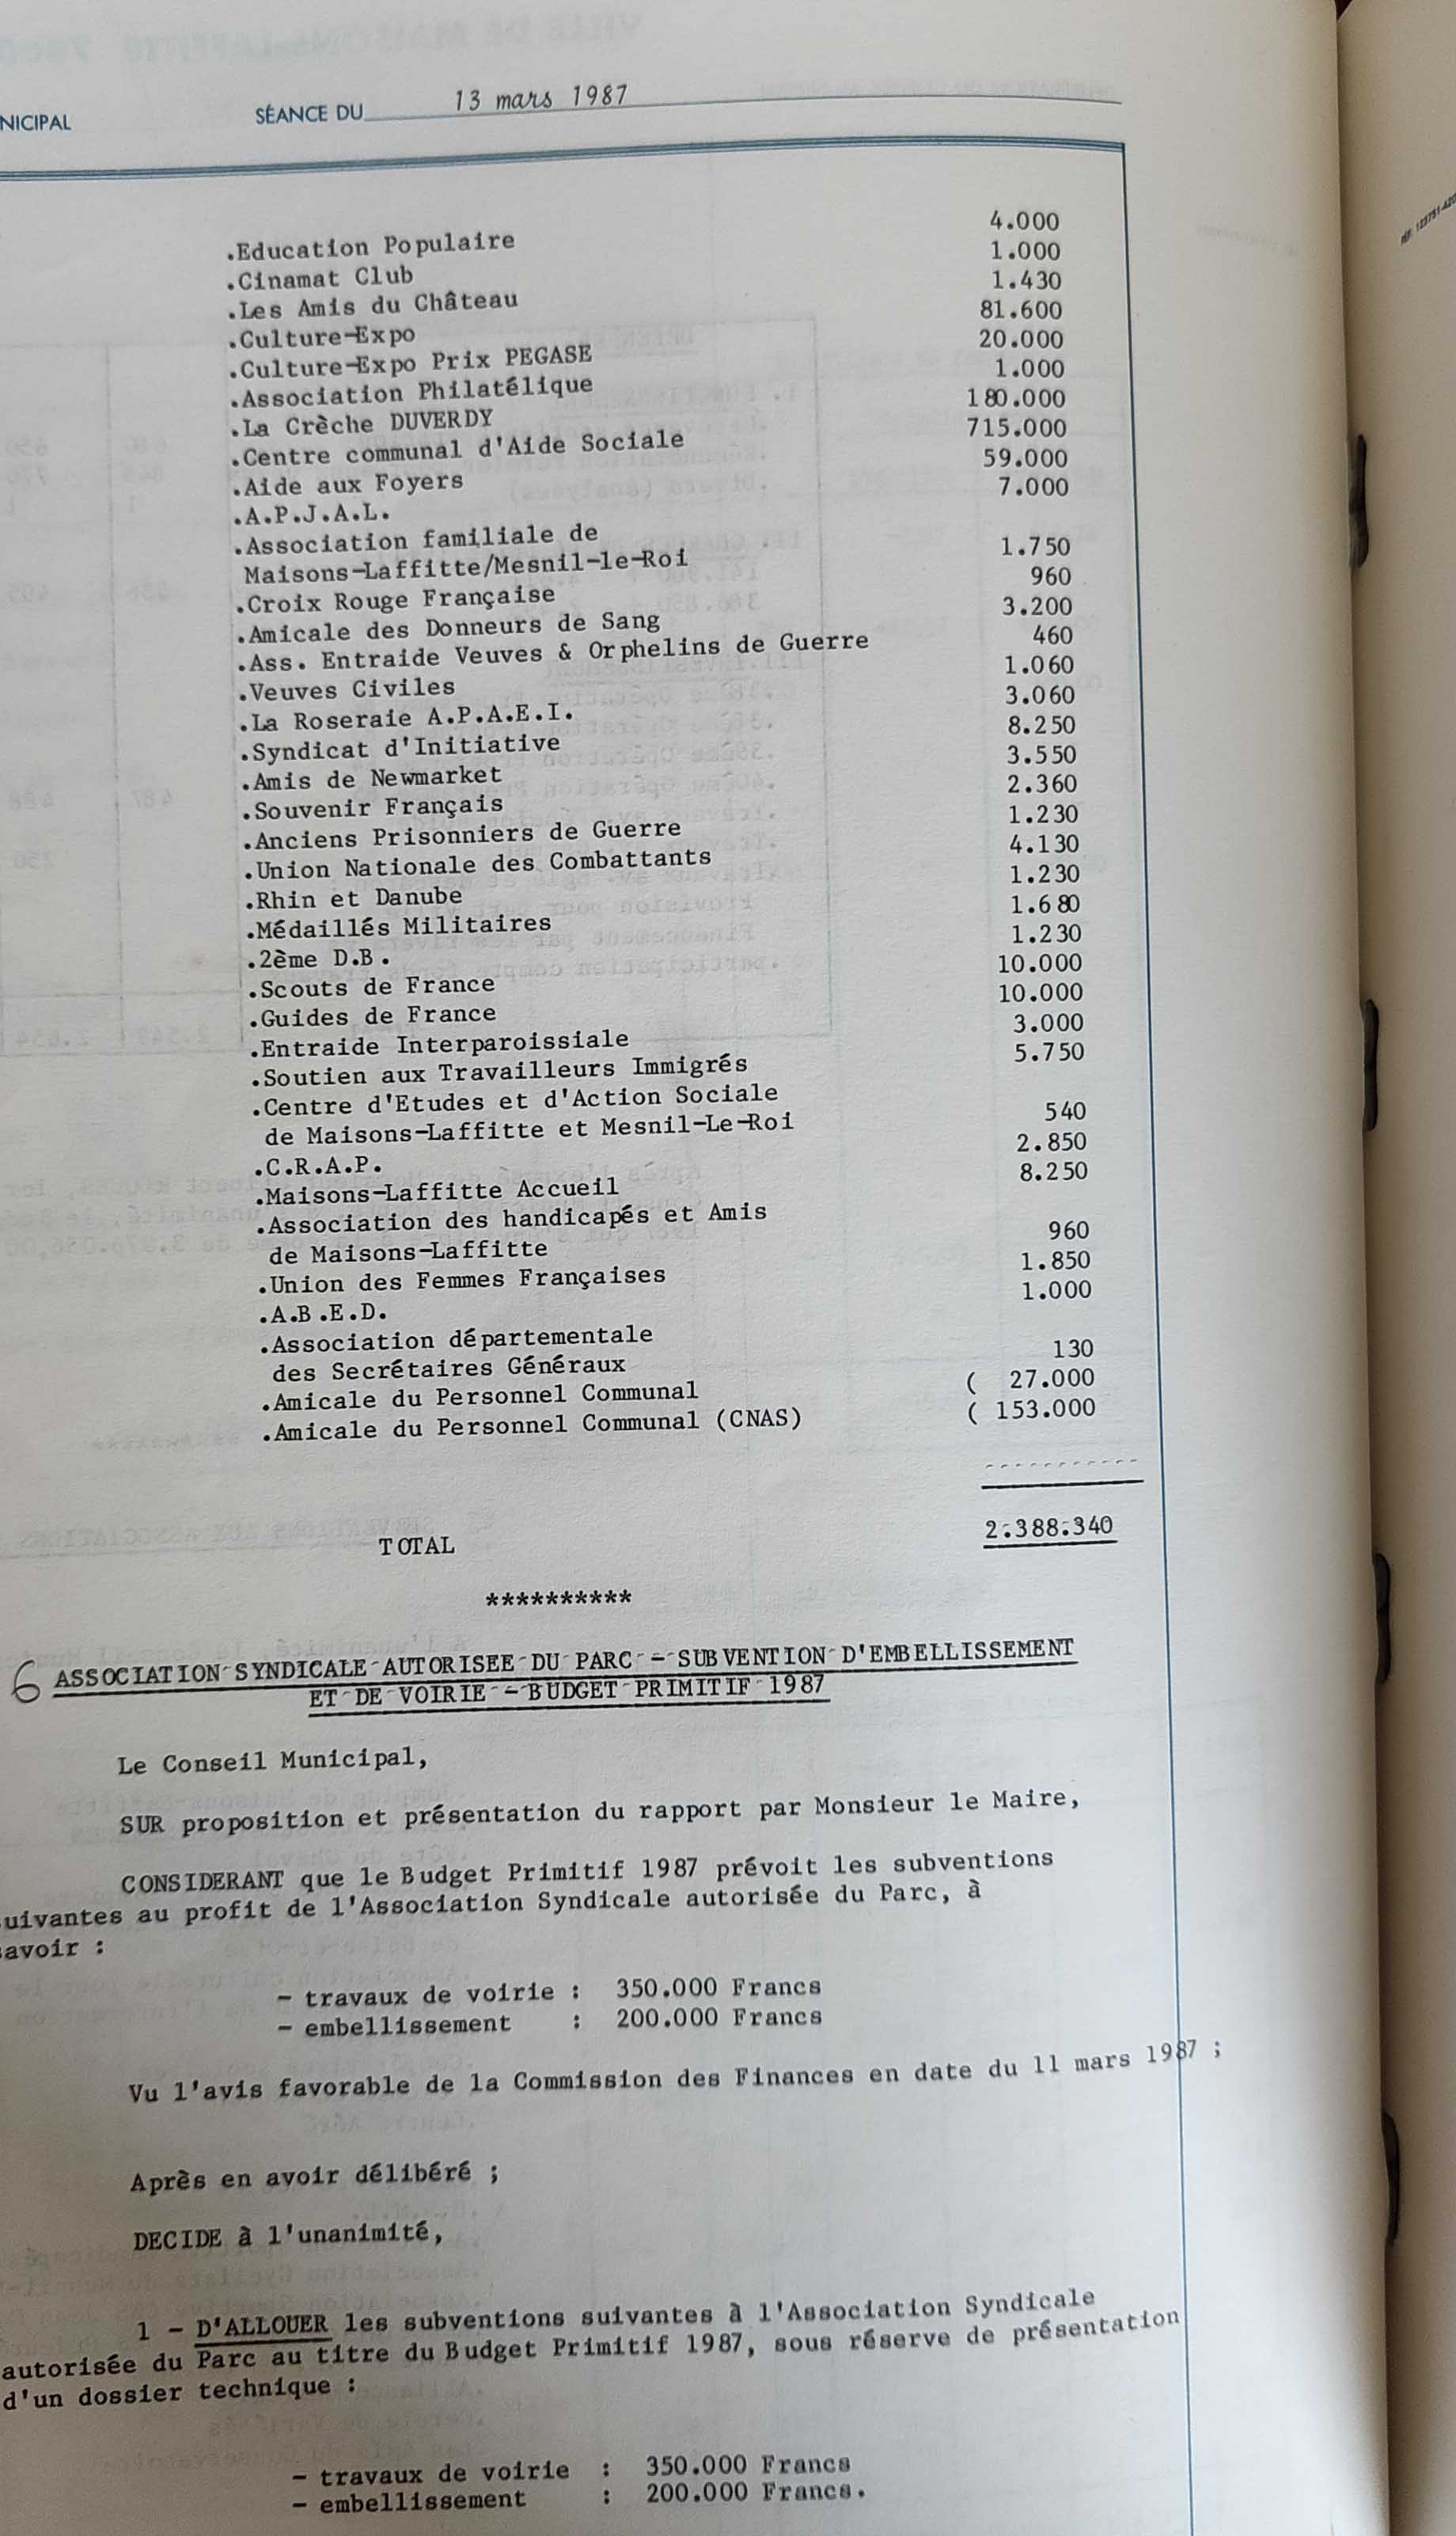 NICIPAL SÉANCE DU 13 mars 1987
.Education Populaire 4.000
.Cinamat Club 1.000
.Les Amis du Château 1.430
.Culture-Expo 81.600
.Culture-Expo Prix PEGASE 20.000
.Association Philatélique 1.000
.La Crèche DUVERDY 180.000
.Centre communal d'Aide Sociale 715.000
.Aide aux Foyers 59.000
.A.P.J.A.L. 7.000
.Association familiale de
Maisons-Laffitte/Mesnil-le-Roi 1.750
.Croix Rouge Française 960
.Amicale des Donneurs de Sang 3.200
.Ass. Entraide Veuves & Orphelins de Guerre 460
.Veuves Civiles 1.060
.La Roseraie A.P.A.E.I. 3.060
.Syndicat d'Initiative 8.250
.Amis de Newmarket 3.550
.Souvenir Français 2.360
.Anciens Prisonniers de Guerre 1.230
.Union Nationale des Combattants 4.130
.Rhin et Danube 1.230
.Médaillés Militaires 1.680
.2ème D.B. 1.230
.Scouts de France 10.000
.Guides de France 10.000
.Entraide Interparoissiale 3.000
.Soutien aux Travailleurs Immigrés 5.750
.Centre d'Etudes et d'Action Sociale
de Maisons-Laffitte et Mesnil-Le-Roi 540
.C.R.A.P. 2.850
.Maisons-Laffitte Accueil 8.250
.Association des handicapés et Amis
de Maisons-Laffitte 960
.Union des Femmes Françaises 1.850
.A.B.E.D. 1.000
.Association départementale
des Secrétaires Généraux 130
.Amicale du Personnel Communal ( 27.000
.Amicale du Personnel Communal (CNAS) ( 153.000
-----------
TOTAL 2.388.340
**********
6 ASSOCIATION SYNDICALE AUTORISEE DU PARC - SUBVENTION D'EMBELLISSEMENT
ET DE VOIRIE - BUDGET PRIMITIF 1987
Le Conseil Municipal,
SUR proposition et présentation du rapport par Monsieur le Maire,
CONSIDERANT que le Budget Primitif 1987 prévoit les subventions
uivantes au profit de l'Association Syndicale autorisée du Parc, à
avoir :
- travaux de voirie : 350.000 Francs
- embellissement : 200.000 Francs
Vu l'avis favorable de la Commission des Finances en date du 11 mars 1987 ;
Après en avoir délibéré ;
DECIDE à l'unanimité,
1 - D'ALLOUER les subventions suivantes à l'Association Syndicale
autorisée du Parc au titre du Budget Primitif 1987, sous réserve de présentation
d'un dossier technique :
- travaux de voirie : 350.000 Francs
- embellissement : 200.000 Francs.